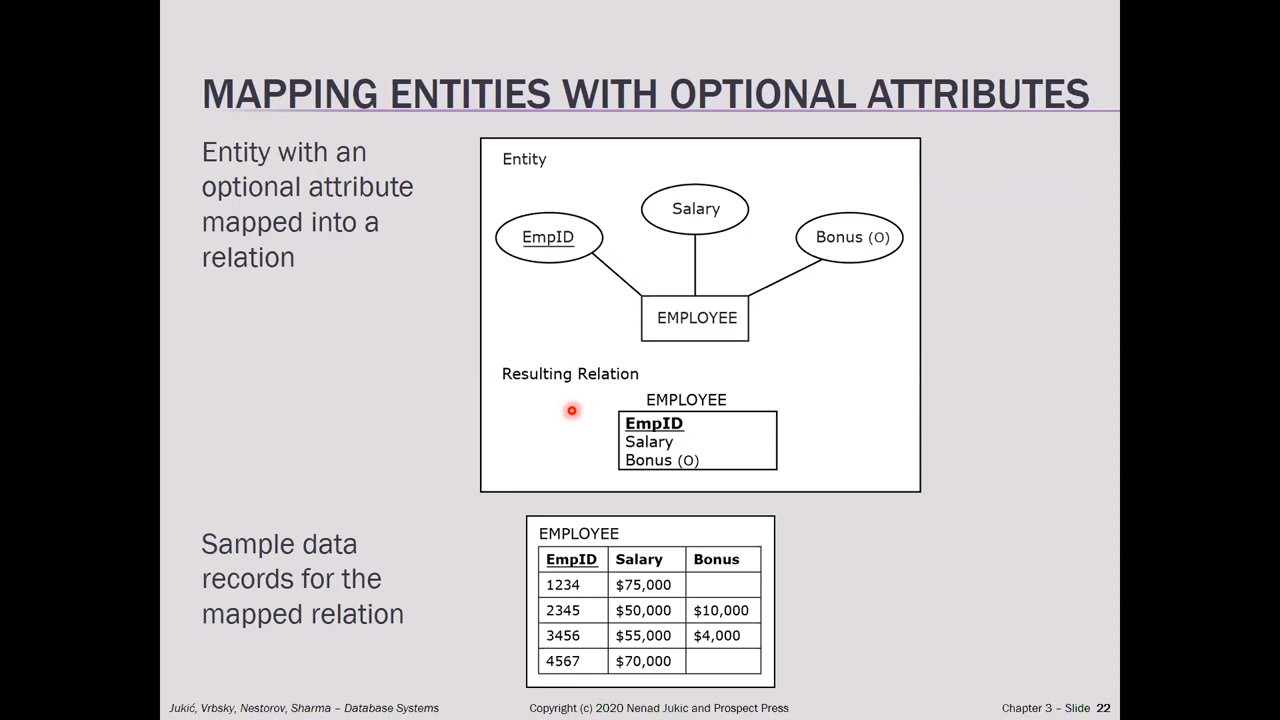 MAPPING ENTITIES WITH OPTIONAL ATTRIBUTES
Entity with an
optional attribute
mapped into a
relation
Entity
Salary
EmpID
Bonus (O)
EMPLOYEE
Resulting Relation
EMPLOYEE
EmpID
Salary
Bonus (O)
Sample data
records for the
mapped relation
EMPLOYEE
EmpID Salary Bonus
1234 $75,000
2345 $50,000 $10,000
3456 $55,000 $4,000
4567 $70,000
Jukić, Vrbsky, Nestorov, Sharma – Database Systems
Copyright (c) 2020 Nenad Jukic and Prospect Press
Chapter 3 – Slide 22